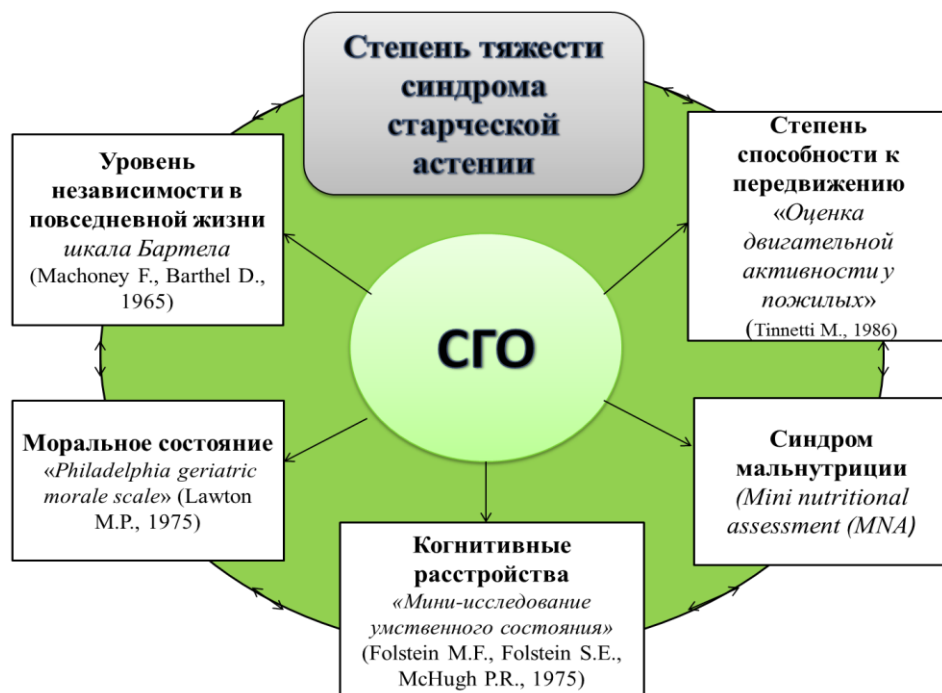 Степень тяжести
синдрома
старческой
астении
Уровень
независимости в
повседневной жизни
шкала Бартела
(Machoney F., Barthel D.,
1965)
Степень
способности к
передвижению
«Оценка
двигательной
активности у
пожилых»
(Tinnetti M., 1986)
СГО
Моральное состояние
«Philadelphia geriatric
morale scale» (Lawton
M.P., 1975)
Синдром
мальнутриции
(Mini nutritional
assessment (MNA)
Когнитивные
расстройства
«Мини-исследование
умственного состояния»
(Folstein M.F., Folstein S.E.,
McHugh P.R., 1975)